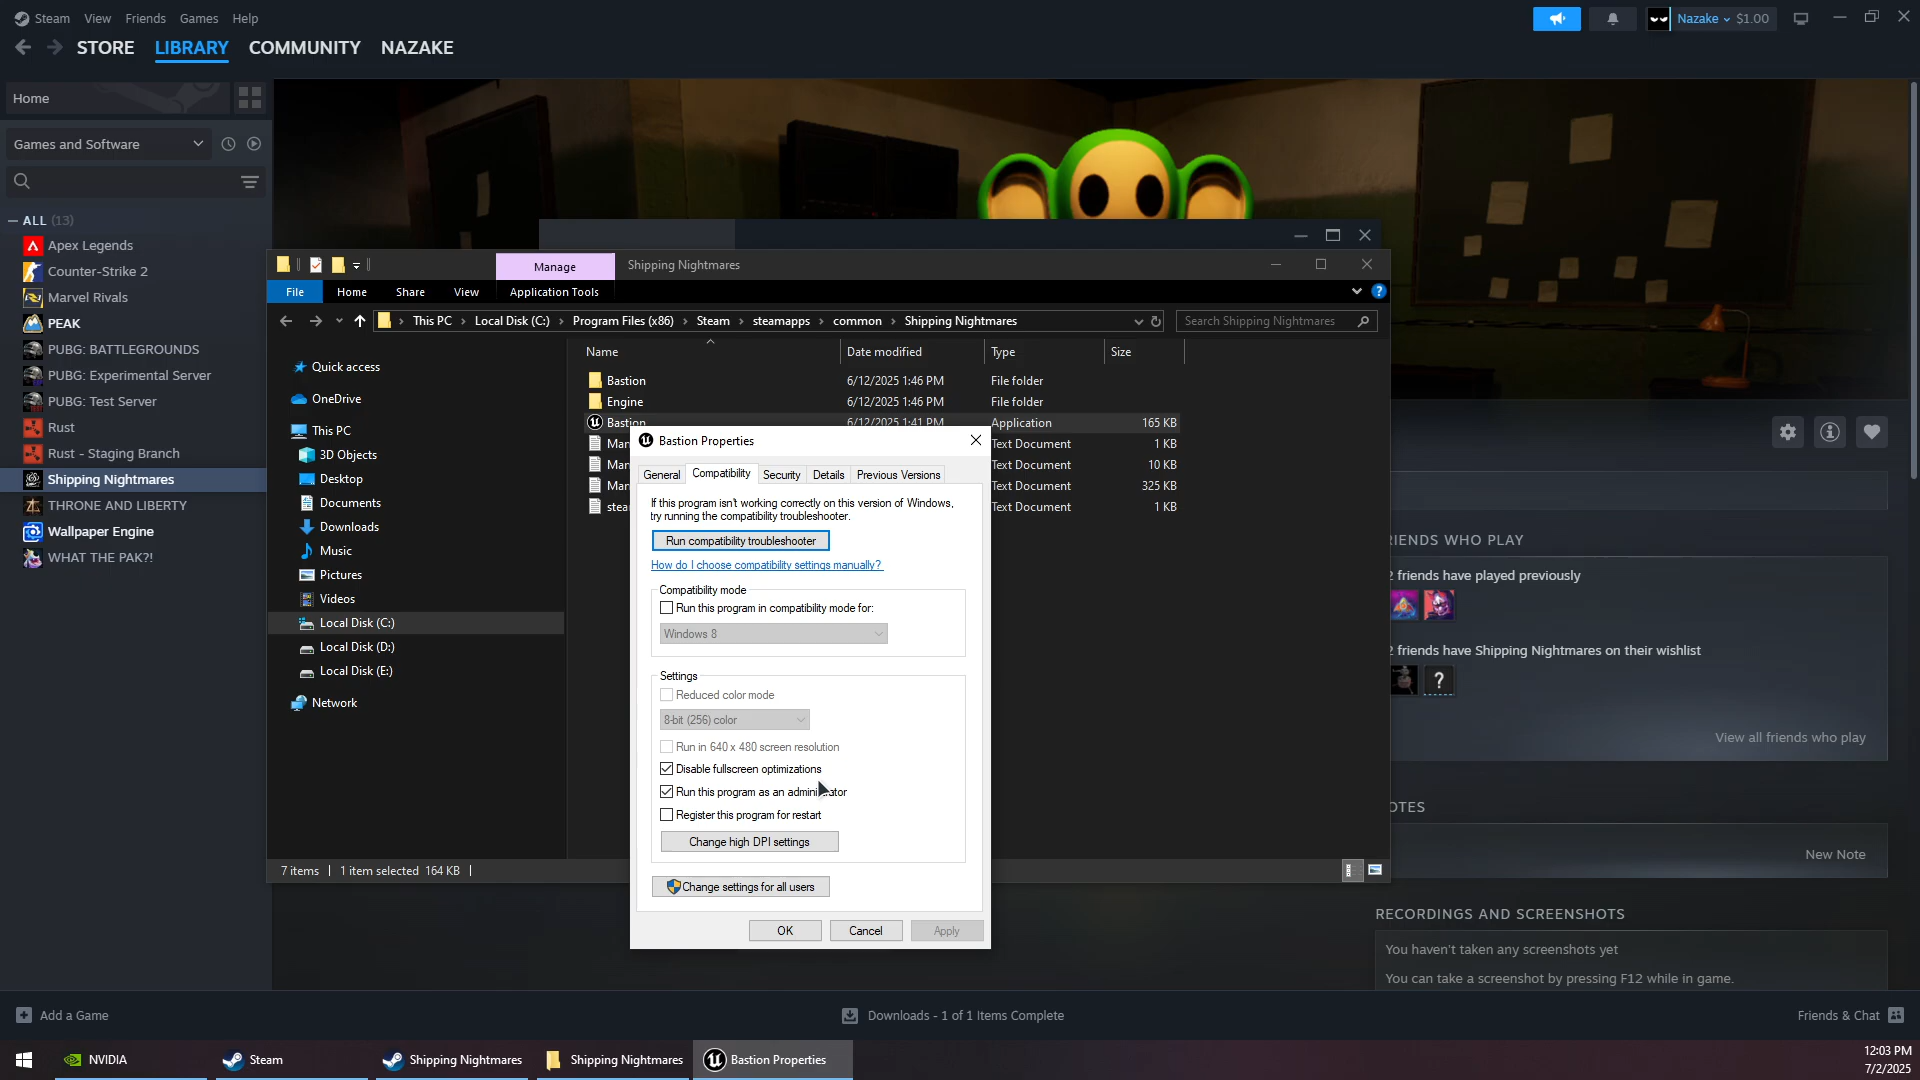 Steam View Friends Games Help
Nazake $1.00
STORE LIBRARY COMMUNITY NAZAKE
Home
Games and Software
ALL (13)
Apex Legends
Counter-Strike 2
Marvel Rivals
PEAK
PUBG: BATTLEGROUNDS
PUBG: Experimental Server
PUBG: Test Server
Rust
Rust - Staging Branch
Shipping Nightmares
THRONE AND LIBERTY
Wallpaper Engine
WHAT THE PAK?!
Manage Shipping Nightmares
File Home Share View Application Tools
This PC Local Disk (C:) Program Files (x86) Steam steamapps common Shipping Nightmares
Search Shipping Nightmares
Quick access
OneDrive
This PC
3D Objects
Desktop
Documents
Downloads
Music
Pictures
Videos
Local Disk (C:)
Local Disk (D:)
Local Disk (E:)
Network
Name Date modified Type Size
Bastion 6/12/2025 1:46 PM File folder
Engine 6/12/2025 1:46 PM File folder
Bastion 6/12/2025 1:41 PM Application 165 KB
Man Text Document 1 KB
Man Text Document 10 KB
Man Text Document 325 KB
stea Text Document 1 KB
7 items 1 item selected 164 KB
Bastion Properties
General Compatibility Security Details Previous Versions
If this program isn't working correctly on this version of Windows,
try running the compatibility troubleshooter.
Run compatibility troubleshooter
How do I choose compatibility settings manually?
Compatibility mode
Run this program in compatibility mode for:
Windows 8
Settings
Reduced color mode
8-bit (256) color
Run in 640 x 480 screen resolution
Disable fullscreen optimizations
Run this program as an administrator
Register this program for restart
Change high DPI settings
Change settings for all users
OK Cancel Apply
RIENDS WHO PLAY
2 friends have played previously
2 friends have Shipping Nightmares on their wishlist
?
View all friends who play
OTES
New Note
RECORDINGS AND SCREENSHOTS
You haven't taken any screenshots yet
You can take a screenshot by pressing F12 while in game.
Add a Game
Downloads - 1 of 1 Items Complete
Friends & Chat
NVIDIA Steam Shipping Nightmares Shipping Nightmares Bastion Properties
12:03 PM
7/2/2025